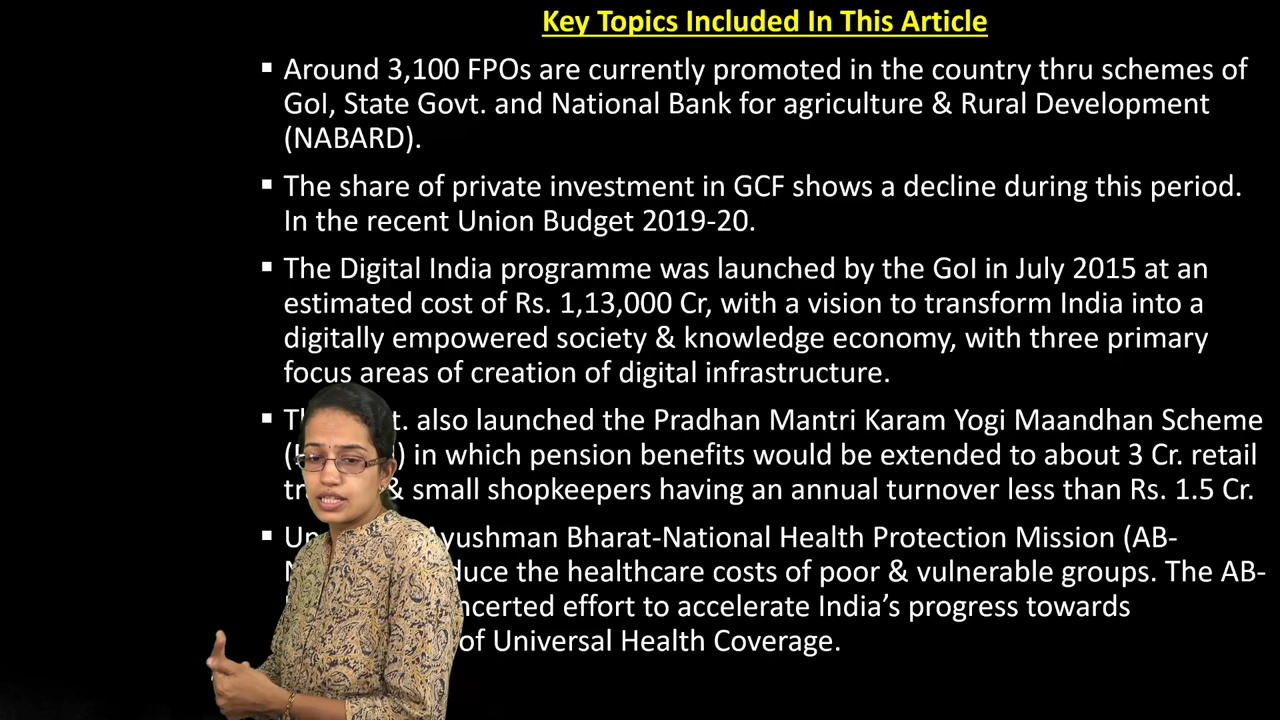 Key Topics Included In This Article
▪ Around 3,100 FPOs are currently promoted in the country thru schemes of
GoI, State Govt. and National Bank for agriculture & Rural Development
(NABARD).
▪ The share of private investment in GCF shows a decline during this period.
In the recent Union Budget 2019-20.
▪ The Digital India programme was launched by the GoI in July 2015 at an
estimated cost of Rs. 1,13,000 Cr, with a vision to transform India into a
digitally empowered society & knowledge economy, with three primary
focus areas of creation of digital infrastructure.
▪ also launched the Pradhan Mantri Karam Yogi Maandhan Scheme
in which pension benefits would be extended to about 3 Cr. retail
& small shopkeepers having an annual turnover less than Rs. 1.5 Cr.
▪ Ayushman Bharat-National Health Protection Mission (AB-
the healthcare costs of poor & vulnerable groups. The AB-
effort to accelerate India's progress towards
of Universal Health Coverage.